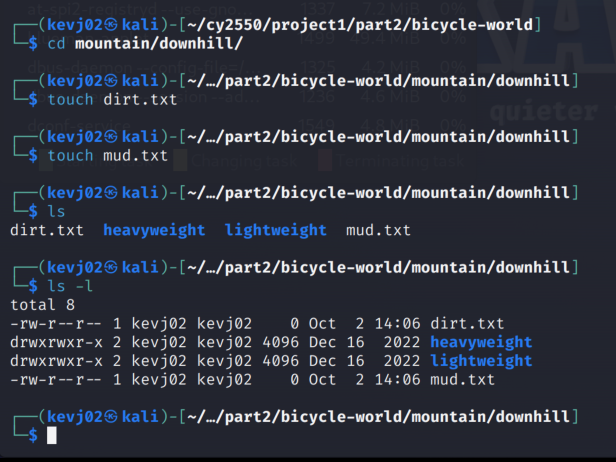 ┌──(kevj02㉿kali)-[~/cy2550/project1/part2/bicycle-world]
└─$ cd mountain/downhill/
┌──(kevj02㉿kali)-[~/…/part2/bicycle-world/mountain/downhill]
└─$ touch dirt.txt
┌──(kevj02㉿kali)-[~/…/part2/bicycle-world/mountain/downhill]
└─$ touch mud.txt
┌──(kevj02㉿kali)-[~/…/part2/bicycle-world/mountain/downhill]
└─$ ls
dirt.txt  heavyweight  lightweight  mud.txt
┌──(kevj02㉿kali)-[~/…/part2/bicycle-world/mountain/downhill]
└─$ ls -l
total 8
-rw-r--r-- 1 kevj02 kevj02    0 Oct  2 14:06 dirt.txt
drwxrwxr-x 2 kevj02 kevj02 4096 Dec 16  2022 heavyweight
drwxrwxr-x 2 kevj02 kevj02 4096 Dec 16  2022 lightweight
-rw-r--r-- 1 kevj02 kevj02    0 Oct  2 14:06 mud.txt
┌──(kevj02㉿kali)-[~/…/part2/bicycle-world/mountain/downhill]
└─$
quieter
Changing task
Terminating task